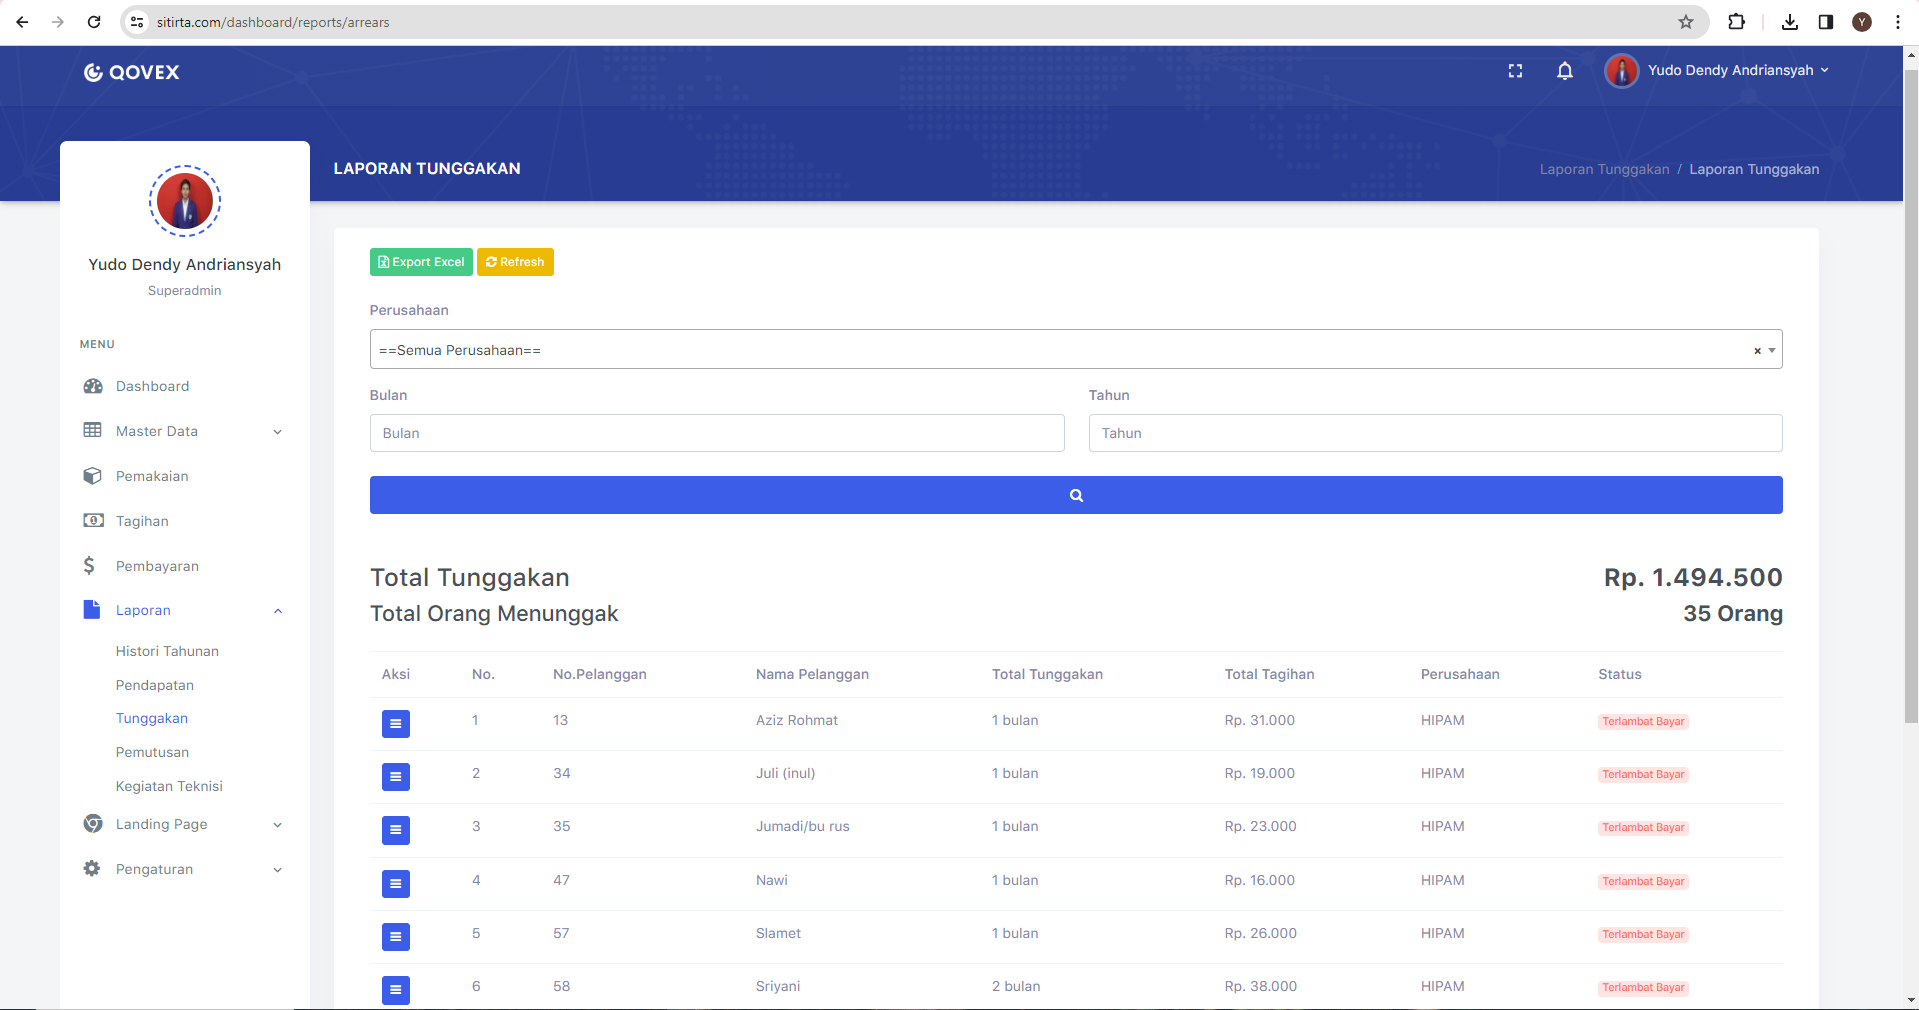 sitirta.com/dashboard/reports/arrears
Y
QOVEX
Yudo Dendy Andriansyah
LAPORAN TUNGGAKAN
Laporan Tunggakan / Laporan Tunggakan
Yudo Dendy Andriansyah
Superadmin
MENU
Dashboard
Master Data
Pemakaian
Tagihan
Pembayaran
Laporan
Histori Tahunan
Pendapatan
Tunggakan
Pemutusan
Kegiatan Teknisi
Landing Page
Pengaturan
Export Excel Refresh
Perusahaan
==Semua Perusahaan== ×
Bulan Tahun
Bulan Tahun
Total Tunggakan Rp. 1.494.500
Total Orang Menunggak 35 Orang
Aksi No. No.Pelanggan Nama Pelanggan Total Tunggakan Total Tagihan Perusahaan Status
1 13 Aziz Rohmat 1 bulan Rp. 31.000 HIPAM Terlambat Bayar
2 34 Juli (inul) 1 bulan Rp. 19.000 HIPAM Terlambat Bayar
3 35 Jumadi/bu rus 1 bulan Rp. 23.000 HIPAM Terlambat Bayar
4 47 Nawi 1 bulan Rp. 16.000 HIPAM Terlambat Bayar
5 57 Slamet 1 bulan Rp. 26.000 HIPAM Terlambat Bayar
6 58 Sriyani 2 bulan Rp. 38.000 HIPAM Terlambat Bayar